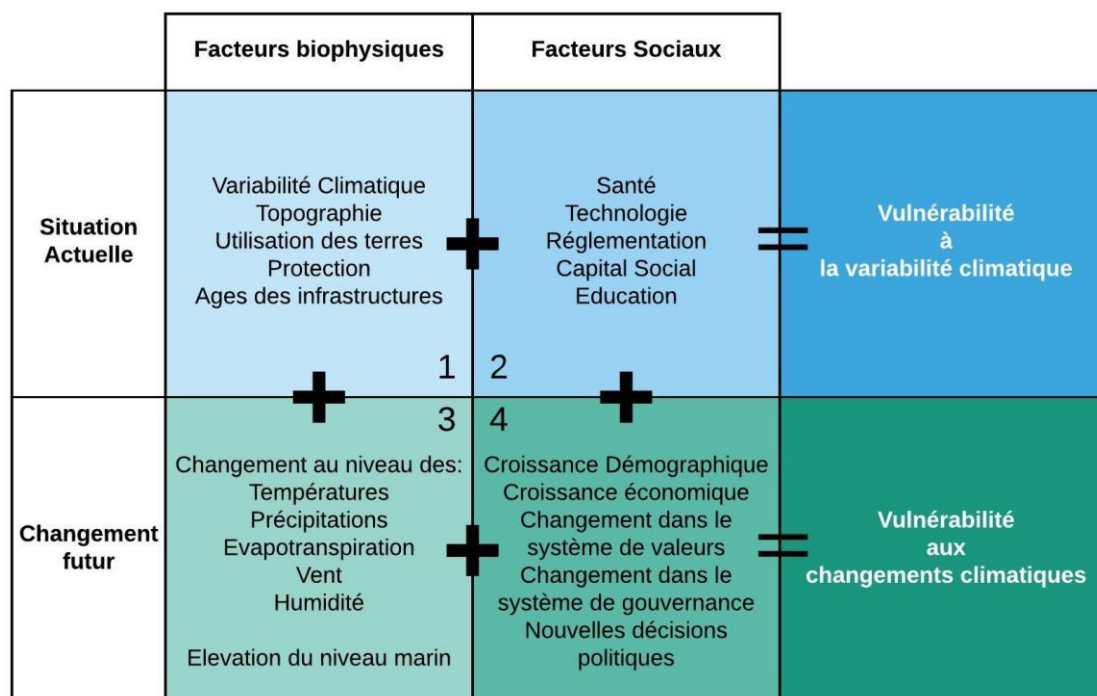 Facteurs biophysiques
Facteurs Sociaux
Situation
Actuelle
Variabilité Climatique
Topographie
Utilisation des terres
Protection
Ages des infrastructures
1
+
Santé
Technologie
Réglementation
Capital Social
Education
2
=
Vulnérabilité
à
la variabilité climatique
+
+
Changement
futur
3
Changement au niveau des:
Températures
Précipitations
Evapotranspiration
Vent
Humidité
Elevation du niveau marin
+
4
Croissance Démographique
Croissance économique
Changement dans le
système de valeurs
Changement dans le
système de gouvernance
Nouvelles décisions
politiques
=
Vulnérabilité
aux
changements climatiques